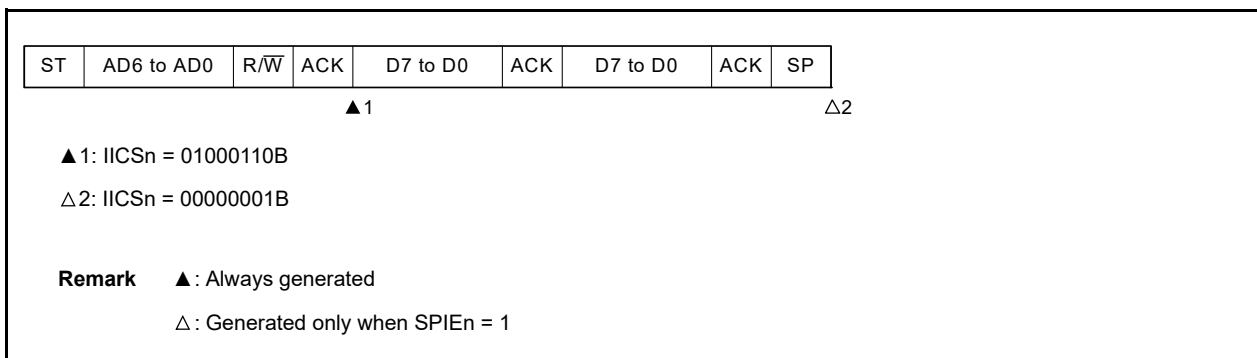 ST AD6 to AD0 R/W̅ ACK D7 to D0 ACK D7 to D0 ACK SP
▲1 △2
▲1: IICSn = 01000110B
△2: IICSn = 00000001B
Remark ▲: Always generated
△: Generated only when SPIEn = 1